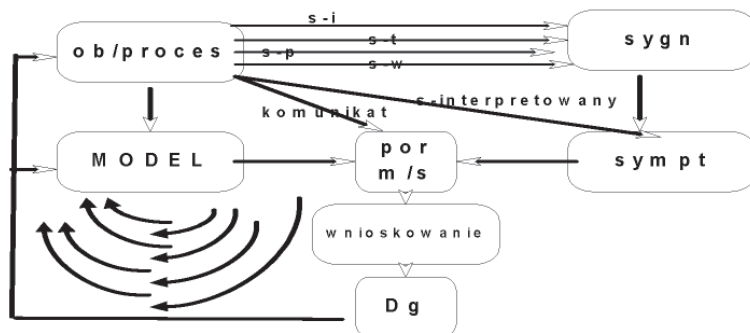 s-i
ob/proces
s-t
sygn
s-p
s-w
s-interpretowany
komunikat
MODEL
por
m/s
sympt
wnioskowanie
Dg